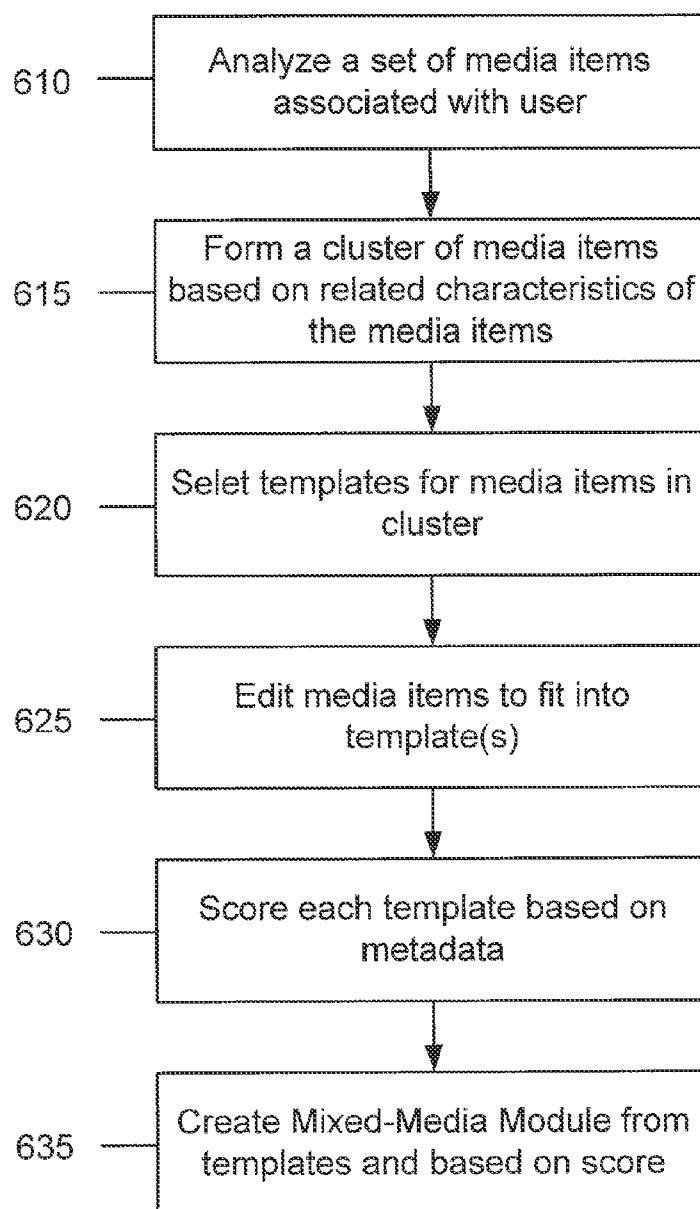 610
Analyze a set of media items
associated with user
615
Form a cluster of media items
based on related characteristics of
the media items
620
Selet templates for media items in
cluster
625
Edit media items to fit into
template(s)
630
Score each template based on
metadata
635
Create Mixed-Media Module from
templates and based on score